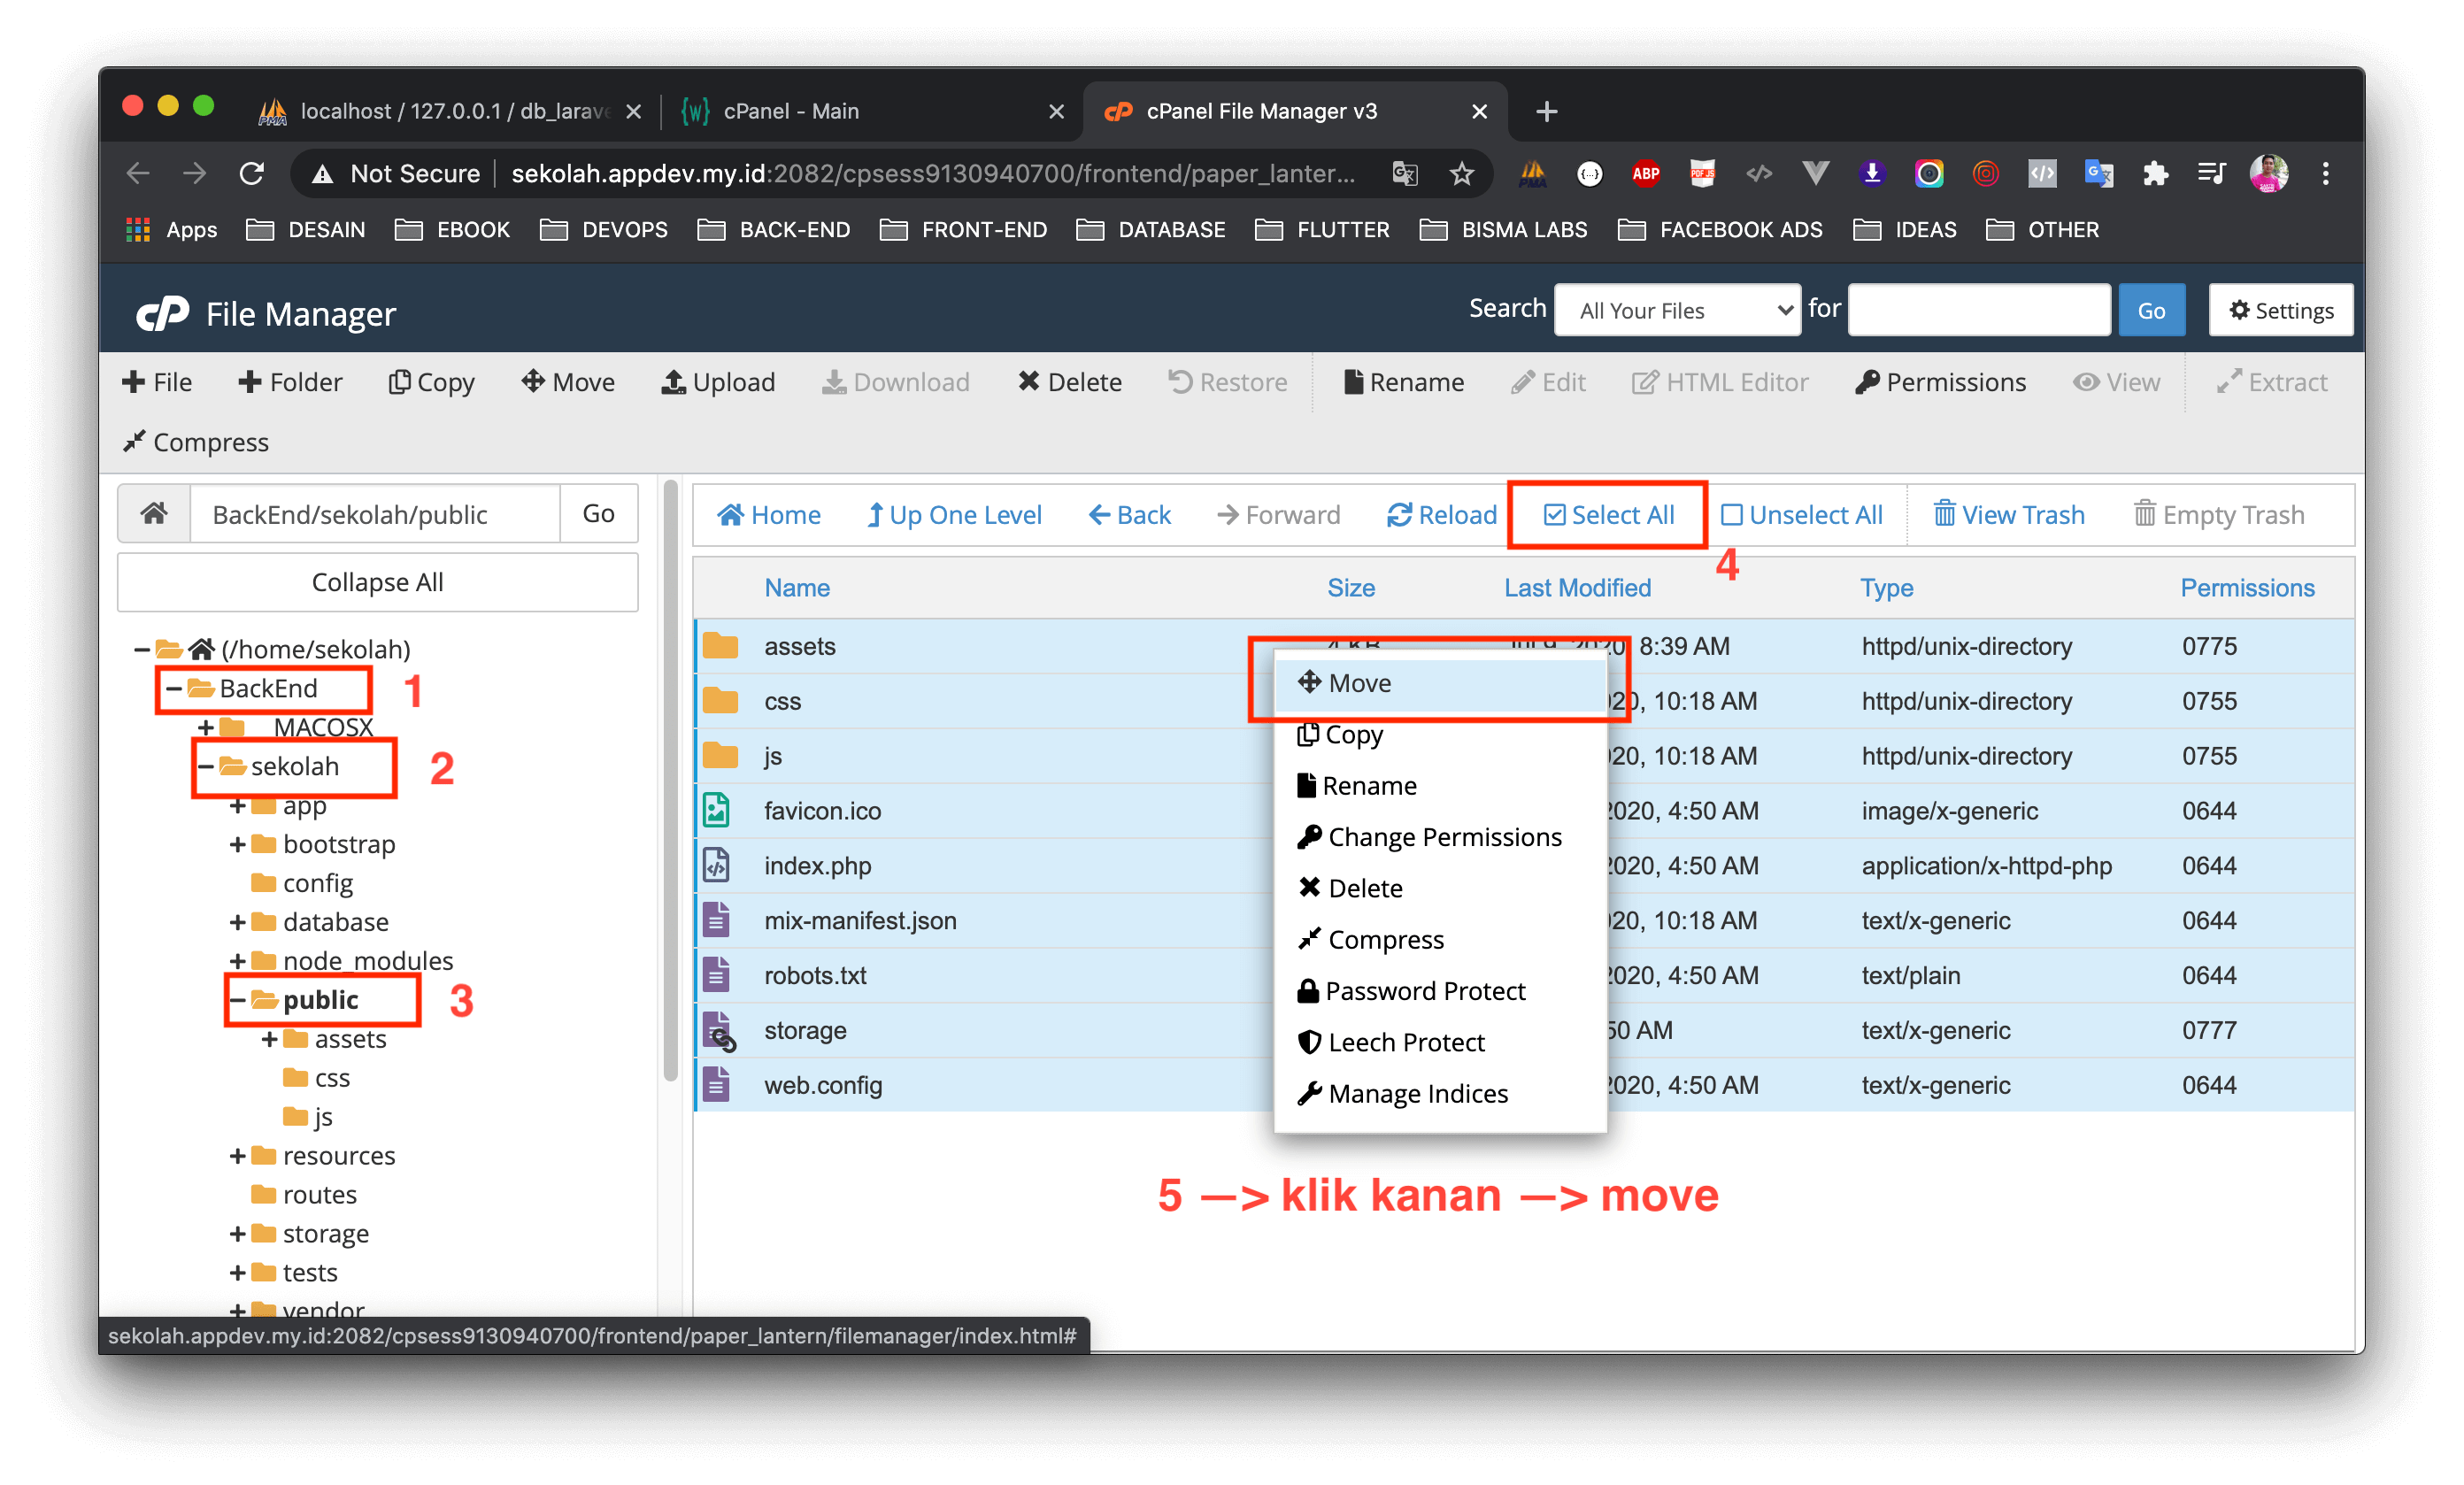 localhost / 127.0.0.1 / db_larave
cPanel - Main
cPanel File Manager v3
Not Secure
sekolah.appdev.my.id:2082/cpsess9130940700/frontend/paper_lanter...
Apps
DESAIN
EBOOK
DEVOPS
BACK-END
FRONT-END
DATABASE
FLUTTER
BISMA LABS
FACEBOOK ADS
IDEAS
OTHER
File Manager
Search
All Your Files
for
Go
Settings
File
Folder
Copy
Move
Upload
Download
Delete
Restore
Rename
Edit
HTML Editor
Permissions
View
Extract
Compress
BackEnd/sekolah/public
Go
Collapse All
(/home/sekolah)
BackEnd
1
MACOSX
sekolah
2
app
bootstrap
config
database
node_modules
public
3
assets
css
js
resources
routes
storage
tests
vendor
Home
Up One Level
Back
Forward
Reload
Select All
Unselect All
View Trash
Empty Trash
4
Name Size Last Modified Type Permissions
assets 4 KB Jul 9, 2020, 8:39 AM httpd/unix-directory 0775
css 20, 10:18 AM httpd/unix-directory 0755
js 20, 10:18 AM httpd/unix-directory 0755
favicon.ico 2020, 4:50 AM image/x-generic 0644
index.php 2020, 4:50 AM application/x-httpd-php 0644
mix-manifest.json 20, 10:18 AM text/x-generic 0644
robots.txt 2020, 4:50 AM text/plain 0644
storage 50 AM text/x-generic 0777
web.config 2020, 4:50 AM text/x-generic 0644
Move
Copy
Rename
Change Permissions
Delete
Compress
Password Protect
Leech Protect
Manage Indices
5 —> klik kanan —> move
sekolah.appdev.my.id:2082/cpsess9130940700/frontend/paper_lantern/filemanager/index.html#